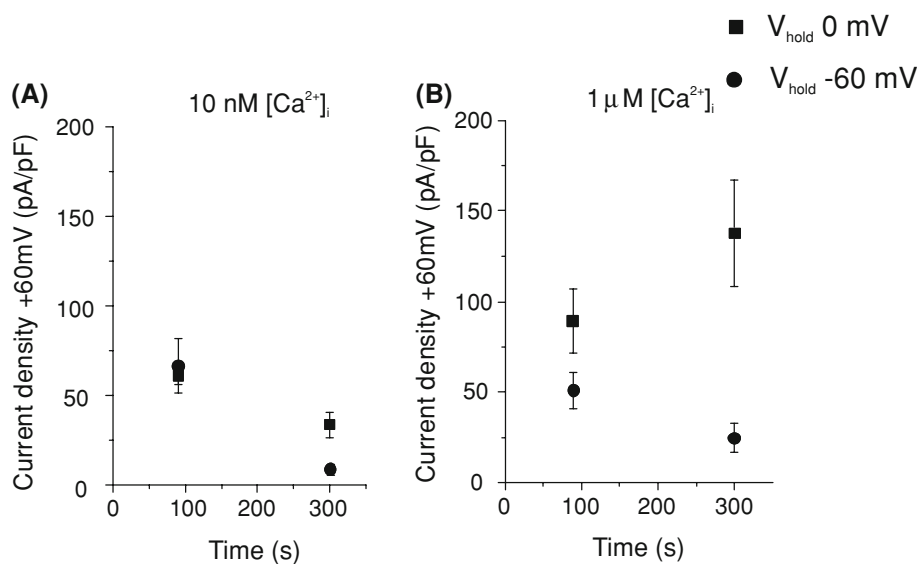 V hold 0 mV
V hold -60 mV
(A)
10 nM [Ca2+]i
200
150
100
50
0
Current density +60mV (pA/pF)
0 100 200 300
Time (s)
(B)
1 μM [Ca2+]i
200
150
100
50
0
Current density +60mV (pA/pF)
0 100 200 300
Time (s)